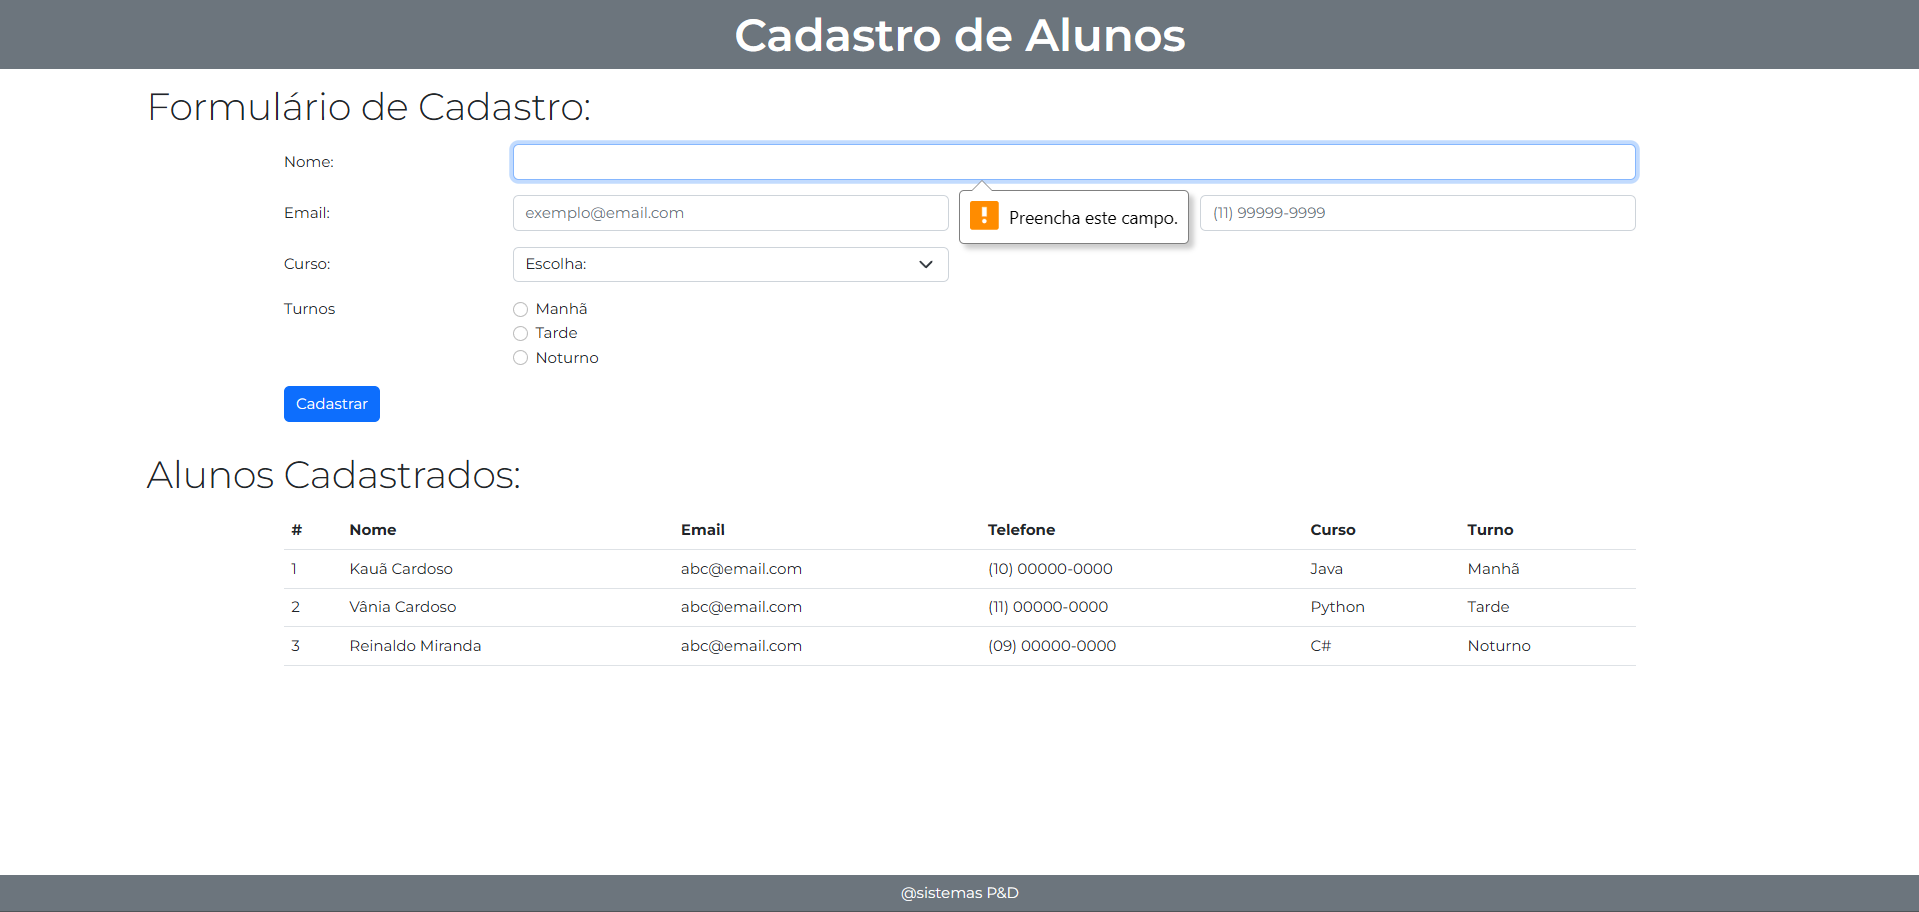 Cadastro de Alunos
Formulário de Cadastro:
Nome:
Email: exemplo@email.com Preencha este campo. (11) 99999-9999
Curso: Escolha:
Turnos Manhã
Tarde
Noturno
Cadastrar
Alunos Cadastrados:
# Nome Email Telefone Curso Turno
1 Kauã Cardoso abc@email.com (10) 00000-0000 Java Manhã
2 Vânia Cardoso abc@email.com (11) 00000-0000 Python Tarde
3 Reinaldo Miranda abc@email.com (09) 00000-0000 C# Noturno
@sistemas P&D